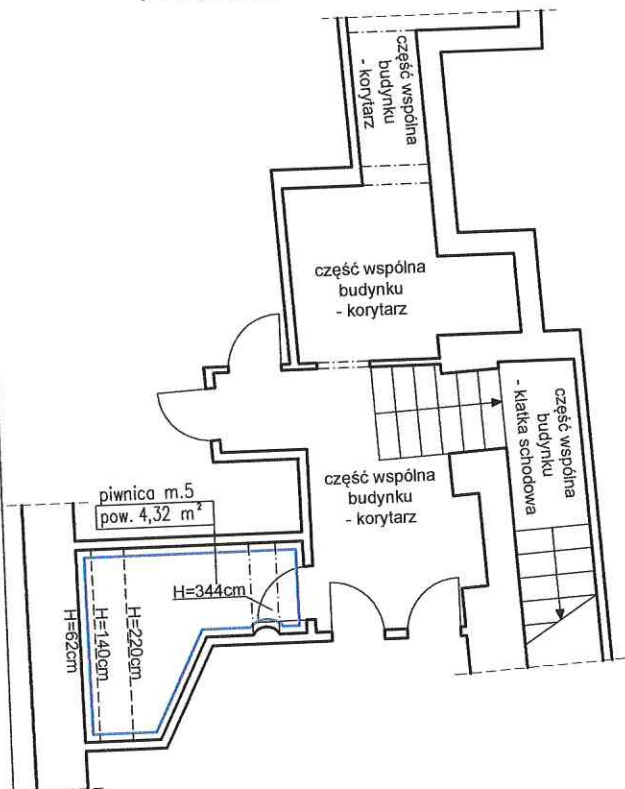 część wspólna
budynku
- korytarz
część wspólna
budynku
- korytarz
część wspólna
budynku
- klatka schodowa
część wspólna
budynku
- korytarz
piwnica m.5
pow. 4,32 m²
H=344cm
H=62cm
H=140cm
H=220cm